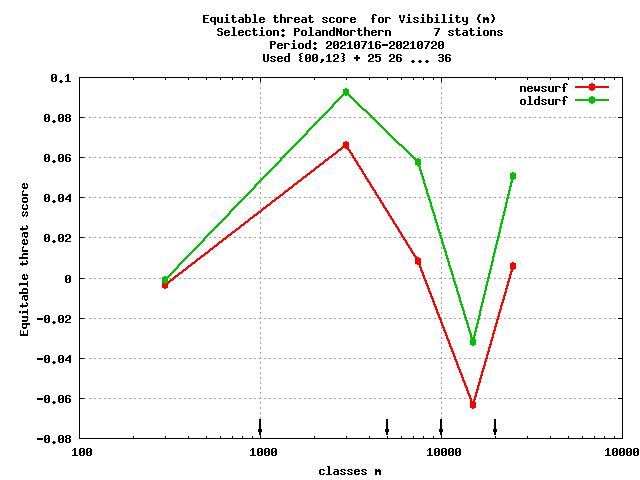 Equitable threat score  for Visibility (m)
Selection: PolandNorthern      7 stations
Period: 20210716-20210720
Used {00,12} + 25 26 ... 36
newsurf
oldsurf
0.1
0.08
0.06
0.04
0.02
0
-0.02
-0.04
-0.06
-0.08
Equitable threat score
100
1000
10000
10000
classes m